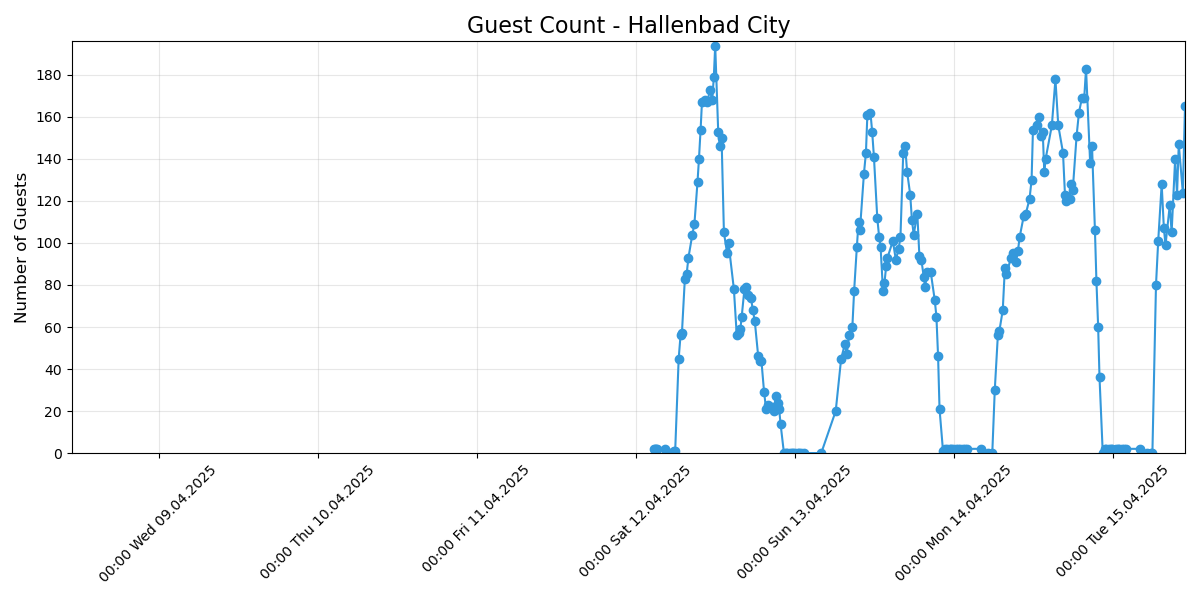 Guest Count - Hallenbad City
Number of Guests
180
160
140
120
100
80
60
40
20
0
00:00 Wed 09.04.2025
00:00 Thu 10.04.2025
00:00 Fri 11.04.2025
00:00 Sat 12.04.2025
00:00 Sun 13.04.2025
00:00 Mon 14.04.2025
00:00 Tue 15.04.2025